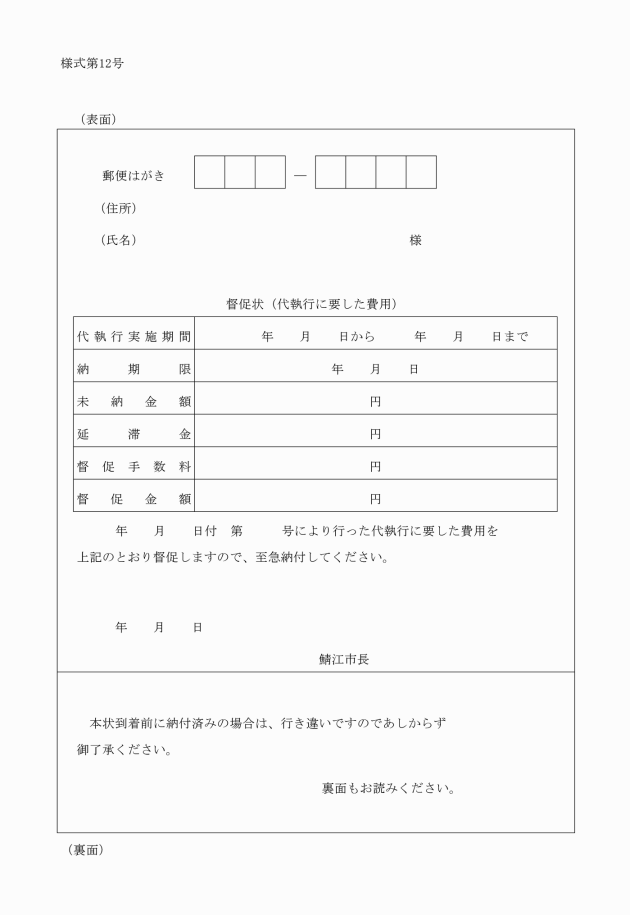 様式第12号
（表面）
郵便はがき　―
（住所）
（氏名）　様
督促状（代執行に要した費用）
代執行実施期間　年　月　日から　年　月　日まで
納期限　年　月　日
未納金額　円
延滞金　円
督促手数料　円
督促金額　円
年　月　日付　第　号により行った代執行に要した費用を
上記のとおり督促しますので、至急納付してください。
年　月　日
鯖江市長
本状到着前に納付済みの場合は、行き違いですのであしからず
御了承ください。
裏面もお読みください。
（裏面）